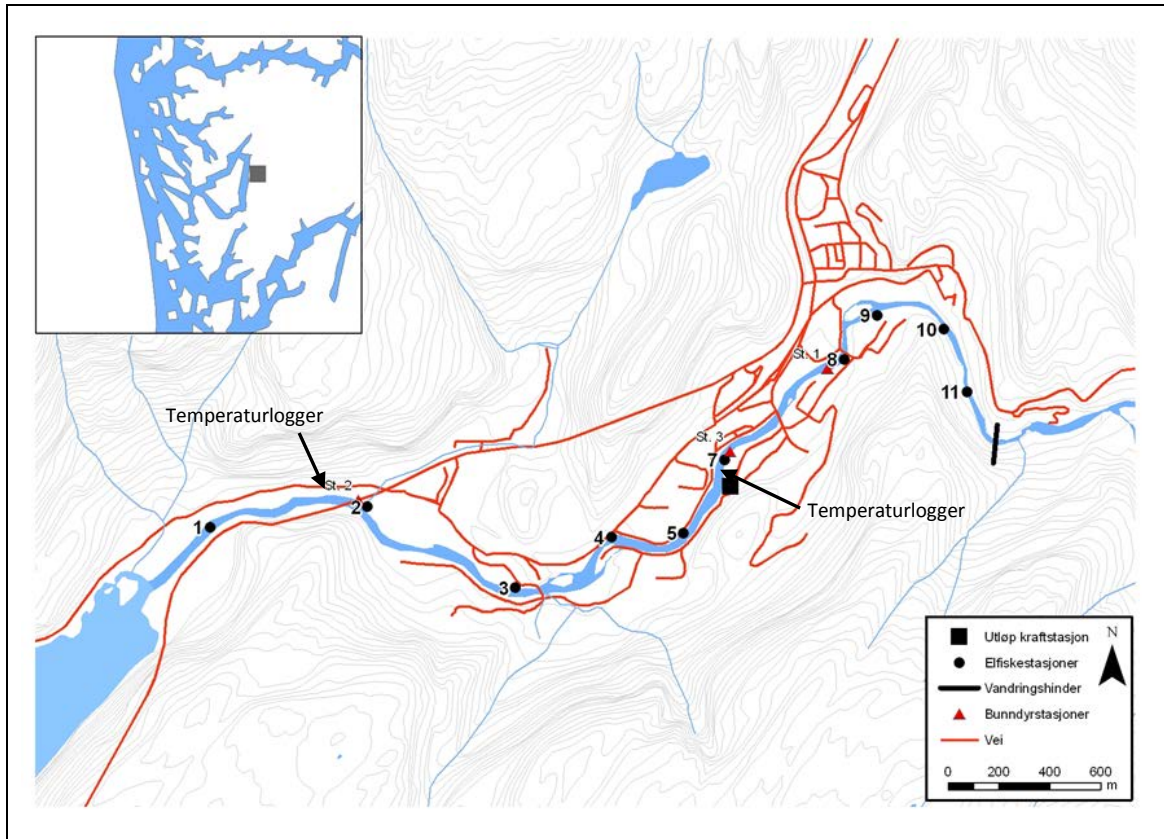 9
10
St. 1
8
11
Temperaturlogger
St. 3
7
St. 2
2
Temperaturlogger
1
4
5
3
Utløp kraftstasjon
N
Elfiskestasjoner
Vandringshinder
Bunndyrstasjoner
Vei
0 200 400 600
m